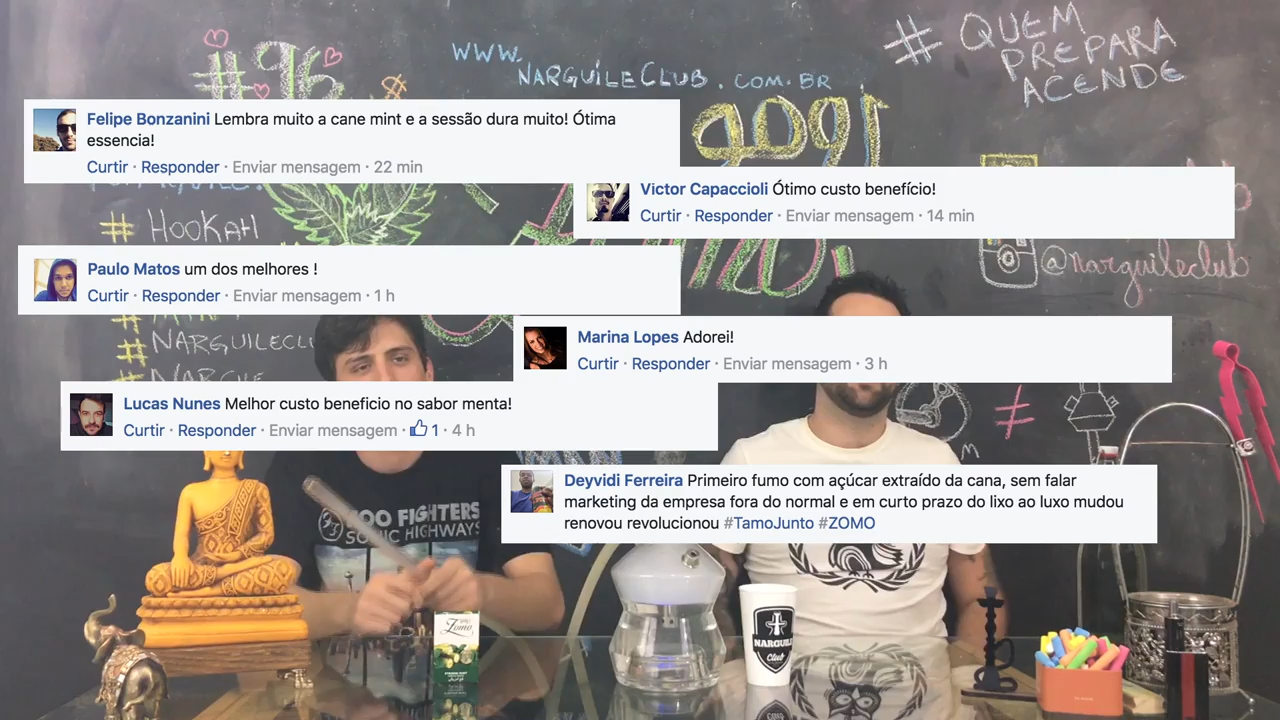 #96
WWW.
NARGUILECLUB.COM.BR
# QUEM
PREPARA
ACENDE
Felipe Bonzanini Lembra muito a cane mint e a sessão dura muito! Ótima
essencia!
Curtir · Responder · Enviar mensagem · 22 min
Victor Capaccioli Ótimo custo benefício!
Curtir · Responder · Enviar mensagem · 14 min
# HOOKAH
@narguileclub
Paulo Matos um dos melhores !
Curtir · Responder · Enviar mensagem · 1 h
# NARGUILECLU
Marina Lopes Adorei!
Curtir · Responder · Enviar mensagem · 3 h
Lucas Nunes Melhor custo beneficio no sabor menta!
Curtir · Responder · Enviar mensagem · 1 · 4 h
Deyvidi Ferreira Primeiro fumo com açúcar extraído da cana, sem falar
marketing da empresa fora do normal e em curto prazo do lixo ao luxo mudou
renovou revolucionou #TamoJunto #ZOMO
FOO FIGHTERS
SONIC HIGHWAYS
Zomo
NARGUILE
Club